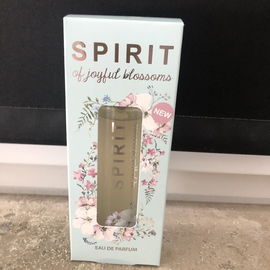 SPIRIT
of joyful blossoms
NEW
SPIRIT
EAU DE PARFUM